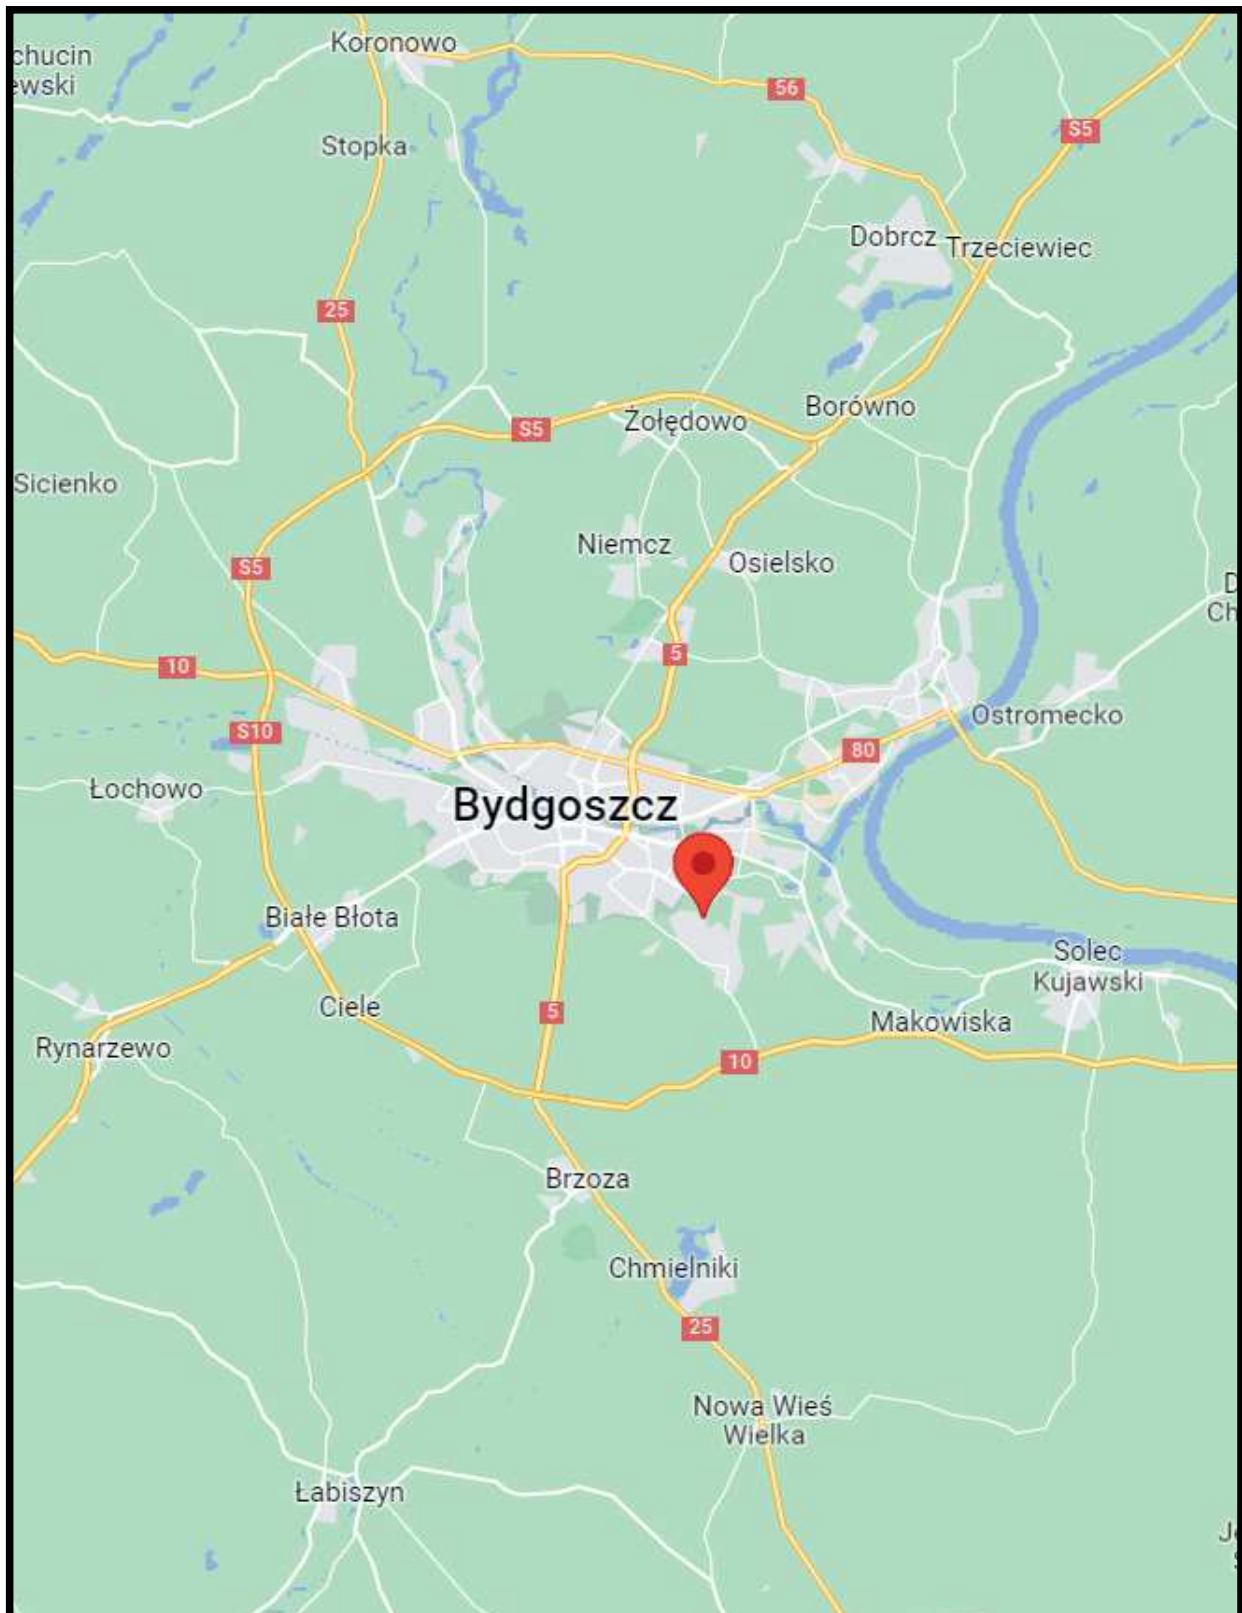 Koronowo
chucin
ewski
56
S5
Stopka
Dobrcz
Trzeciewiec
25
Borówno
Żołędowo
S5
Sicienko
Niemcz
Osielsko
S5
D
Ch
5
10
Ostromecko
S10
80
Łochowo
Bydgoszcz
Białe Błota
Solec
Kujawski
Ciele
5
Makowiska
Rynarzewo
10
Brzoza
Chmielniki
25
Nowa Wieś
Wielka
Łabiszyn